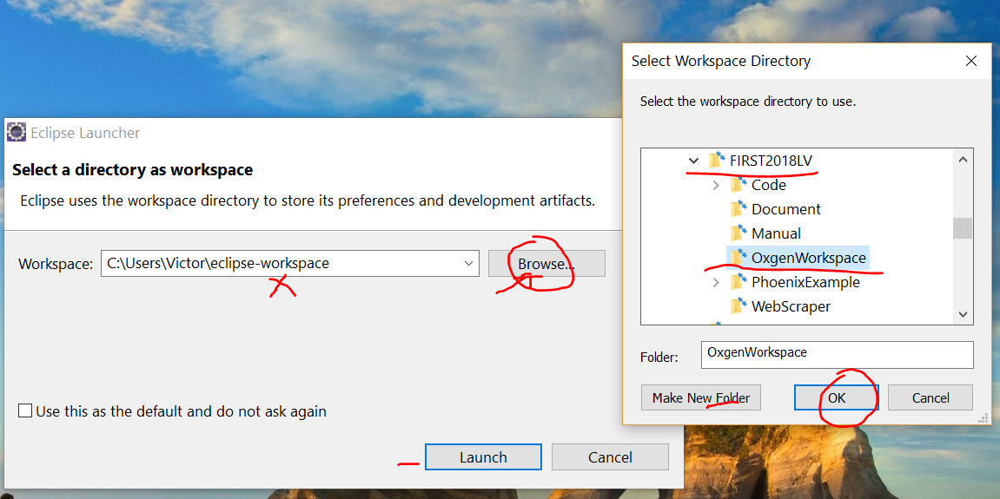 Eclipse Launcher
Select a directory as workspace
Eclipse uses the workspace directory to store its preferences and development artifacts.
Workspace:
C:\Users\Victor\eclipse-workspace
Browse...
Use this as the default and do not ask again
Launch
Cancel
Select Workspace Directory
Select the workspace directory to use.
FIRST2018LV
Code
Document
Manual
OxgenWorkspace
PhoenixExample
WebScraper
Folder:
OxgenWorkspace
Make New Folder
OK
Cancel